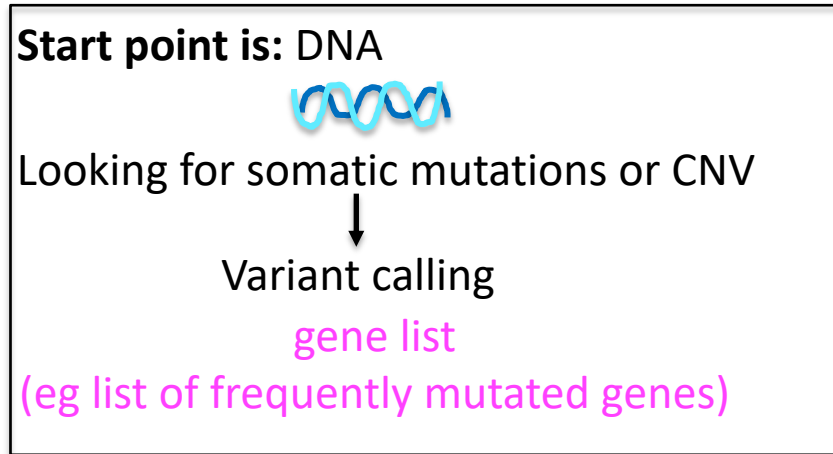 Start point is: DNA
Looking for somatic mutations or CNV
Variant calling
gene list
(eg list of frequently mutated genes)